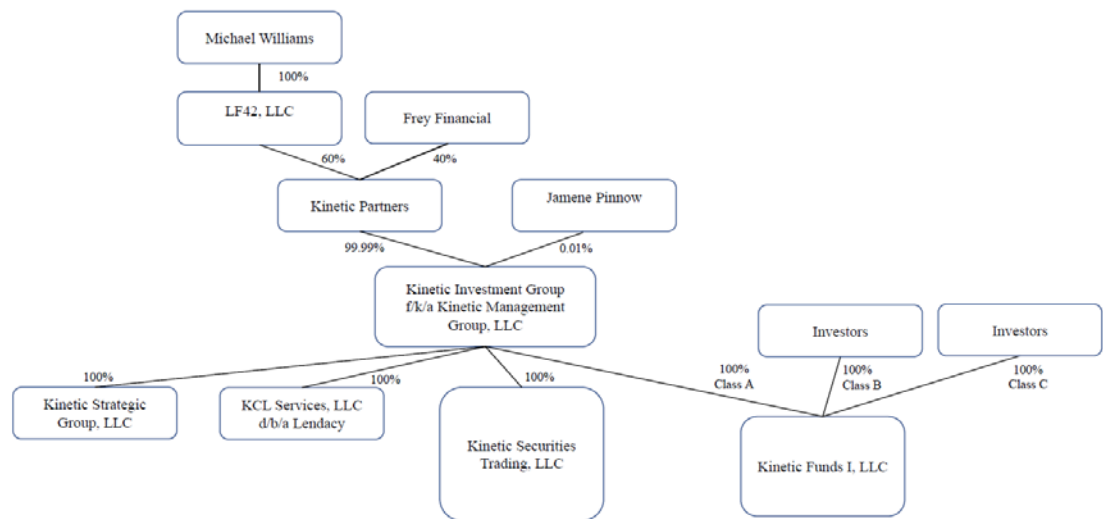 Michael Williams
100%
LF42, LLC
Frey Financial
60%
40%
Kinetic Partners
Jamene Pinnow
99.99%
0.01%
Kinetic Investment Group
f/k/a Kinetic Management
Group, LLC
Investors
Investors
100%
100%
100%
100%
Class A
100%
Class B
100%
Class C
Kinetic Strategic
Group, LLC
KCL Services, LLC
d/b/a Lendacy
Kinetic Securities
Trading, LLC
Kinetic Funds I, LLC